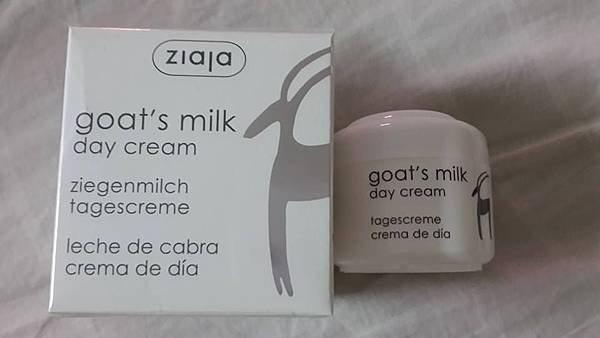 ziaja
goat's milk
day cream
ziegenmilch
tagescreme
leche de cabra
crema de día
goat's milk
day cream
tagescreme
crema de día